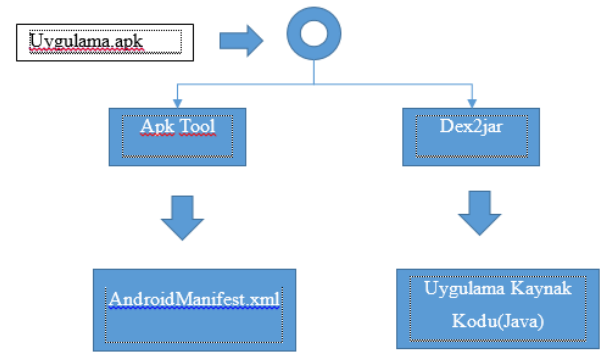 Uygulama.apk
Apk Tool
Dex2jar
AndroidManifest.xml
Uygulama Kaynak
Kodu(Java)